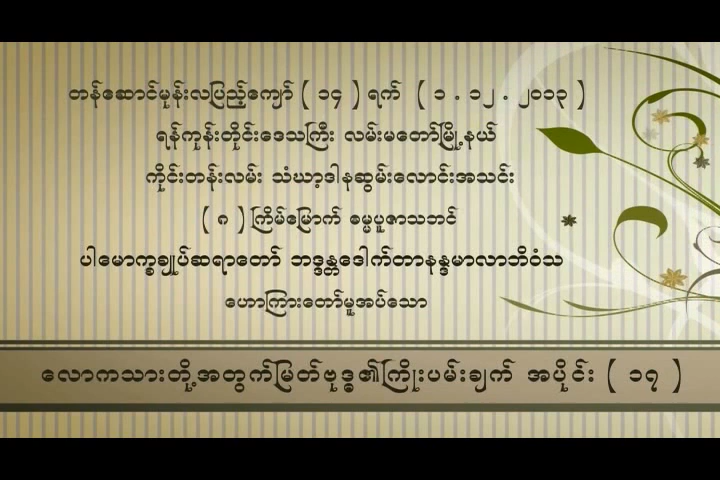 တန်ဆောင်မုန်းလပြည့်ကျော် ( ၁၄ ) ရက် ( ၁ . ၁၂ . ၂၀၁၃ )
ရန်ကုန်တိုင်းဒေသကြီး လမ်းမတော်မြို့နယ်
ကိုင်းတန်းလမ်း သံဃာ့ဒါနဆွမ်းလောင်းအသင်း
( ၈ ) ကြိမ်မြောက် ဓမ္မပူဇာသဘင်
ပါမောက္ခချုပ်ဆရာတော် ဘဒ္ဒန္တဒေါက်တာနန္ဒမာလာဘိဝံသ
ဟောကြားတော်မူအပ်သော
လောကသားတို့အတွက်မြတ်ဗုဒ္ဓ၏ကြိုးပမ်းချက် အပိုင်း ( ၁၇ )